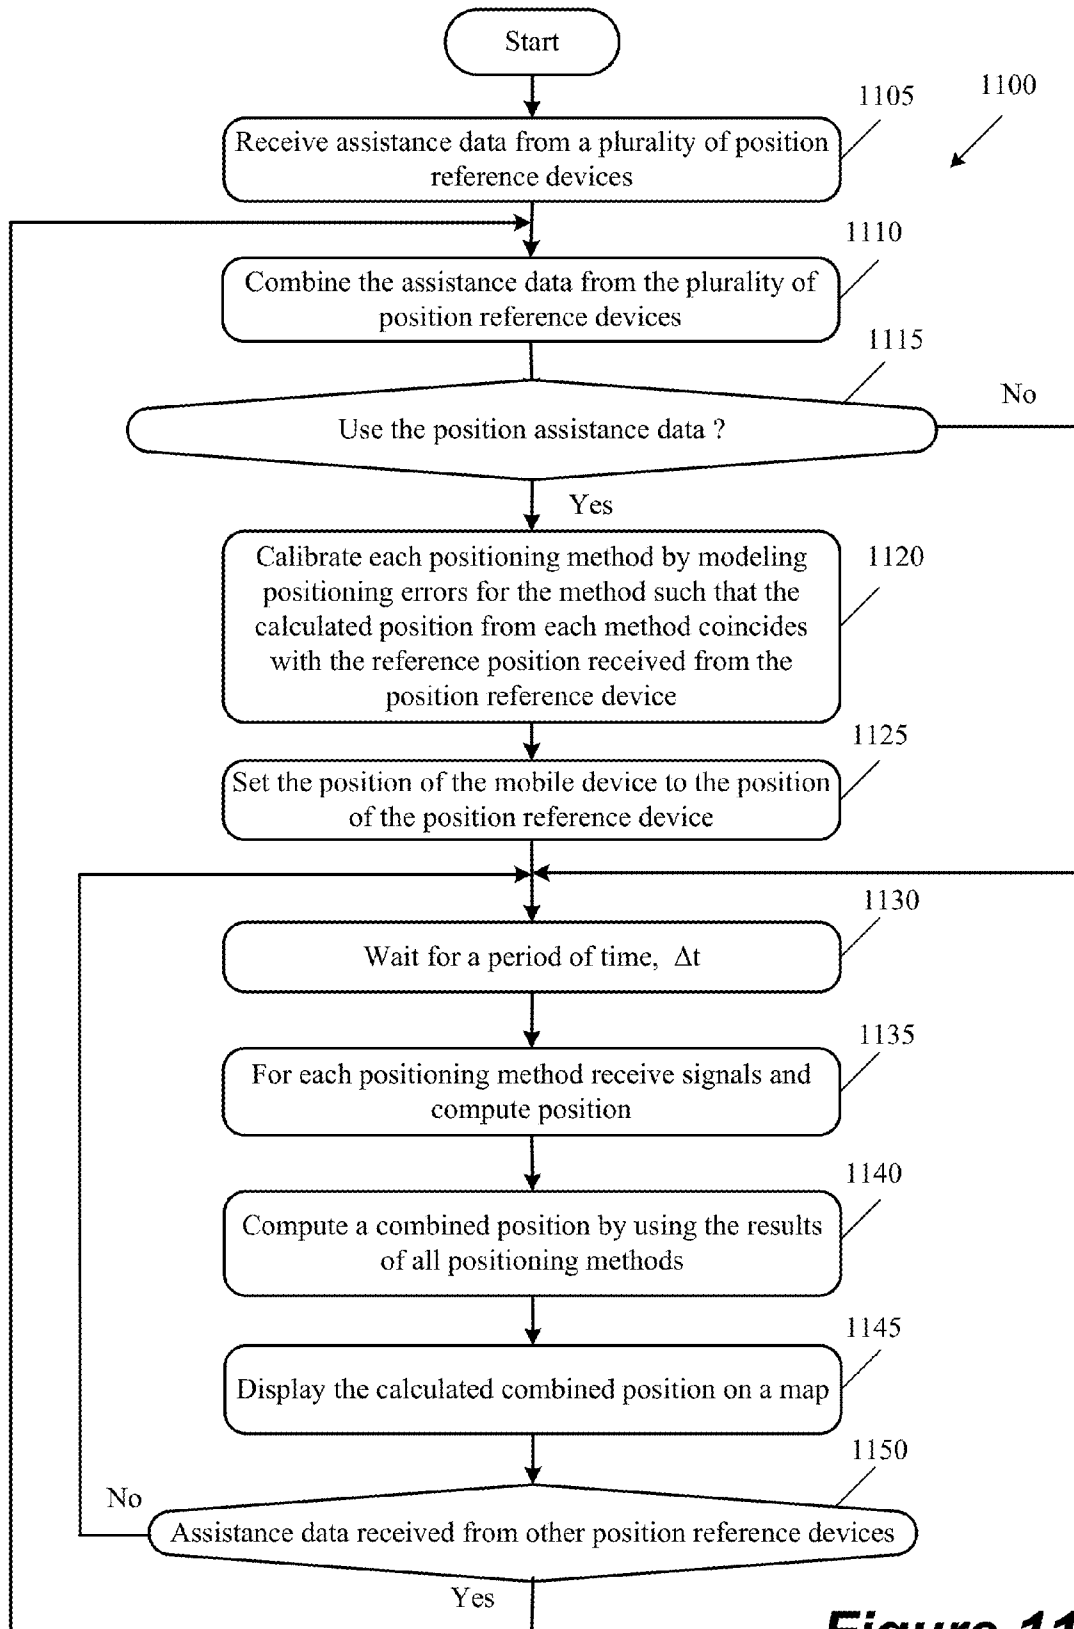 Start
1105
1100
Receive assistance data from a plurality of position
reference devices
1110
Combine the assistance data from the plurality of
position reference devices
1115
No
Use the position assistance data ?
Yes
Calibrate each positioning method by modeling
positioning errors for the method such that the
calculated position from each method coincides
with the reference position received from the
position reference device
1120
1125
Set the position of the mobile device to the position
of the position reference device
1130
Wait for a period of time, Δt
1135
For each positioning method receive signals and
compute position
1140
Compute a combined position by using the results
of all positioning methods
1145
Display the calculated combined position on a map
1150
No
Assistance data received from other position reference devices
Yes
Figure 11